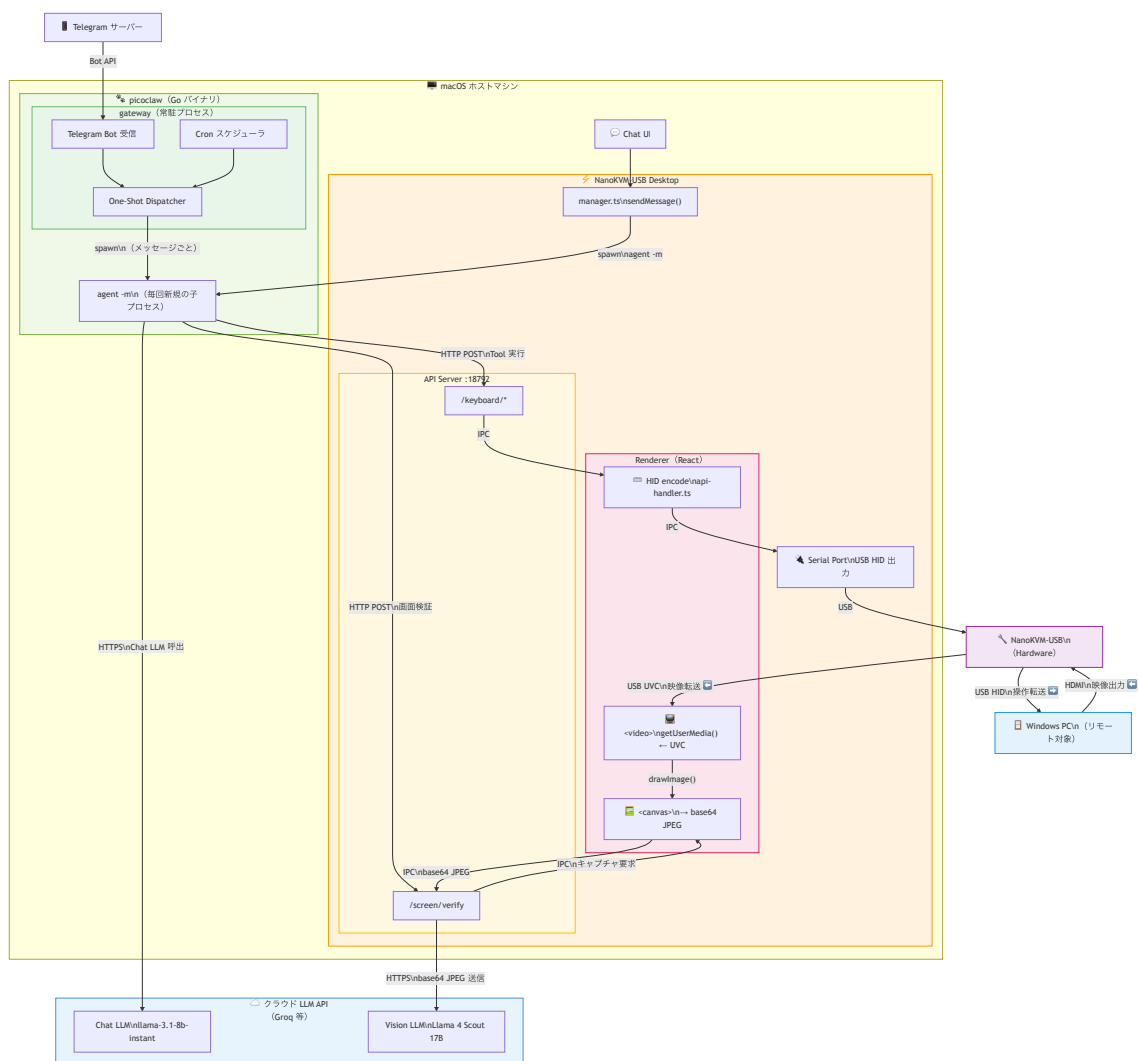 📱 Telegram サーバー
Bot API
🖥️ macOS ホストマシン
🐾 picoclaw（Go バイナリ）
gateway（常駐プロセス）
Telegram Bot 受信
Cron スケジューラ
One-Shot Dispatcher
spawn\n（メッセージごと）
agent -m\n（毎回新規の子
プロセス）
💬 Chat UI
⚡ NanoKVM-USB Desktop
manager.ts\nsendMessage()
spawn\nagent -m
HTTP POST\nTool 実行
API Server :18792
/keyboard/*
IPC
Renderer（React）
⌨️ HID encode\napi-
handler.ts
IPC
🔌 Serial Port\nUSB HID 出
力
USB
HTTP POST\n画面検証
HTTPS\nChat LLM 呼出
🔧 NanoKVM-USB\n
（Hardware）
USB UVC\n映像転送 ⬅️
USB HID\n操作転送 ➡️
HDMI\n映像出力 ⬅️
🪟 Windows PC\n（リモー
ト対象）
📺
<video>\ngetUserMedia()
← UVC
drawImage()
🖼️ <canvas>\n→ base64
JPEG
IPC\nキャプチャ要求
IPC\nbase64 JPEG
/screen/verify
HTTPS\nbase64 JPEG 送信
☁️ クラウド LLM API
（Groq 等）
Chat LLM\nllama-3.1-8b-
instant
Vision LLM\nLlama 4 Scout
17B